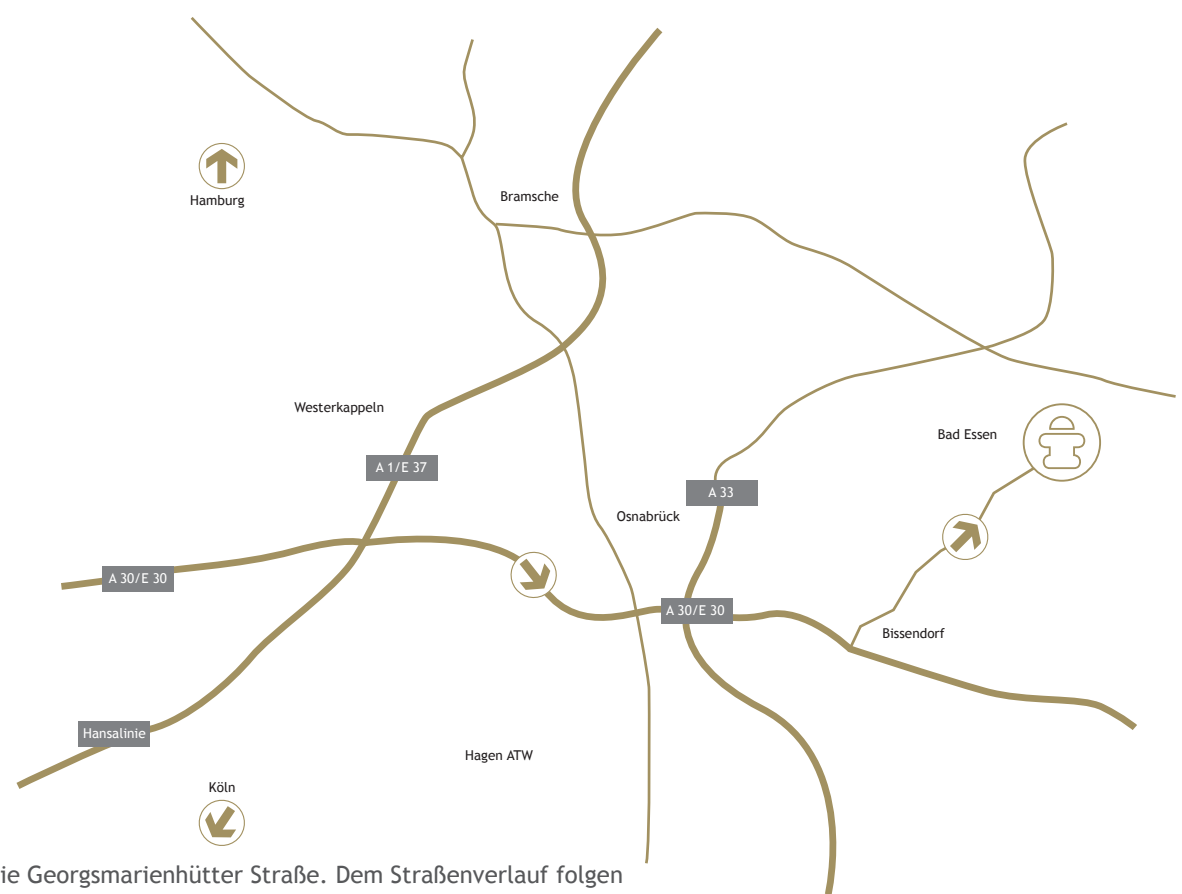 Hamburg
Bramsche
Westerkappeln
Bad Essen
A 1/E 37
A 33
Osnabrück
A 30/E 30
A 30/E 30
Bissendorf
Hansalinie
Hagen ATW
Köln
ie Georgsmarienhütter Straße. Dem Straßenverlauf folgen